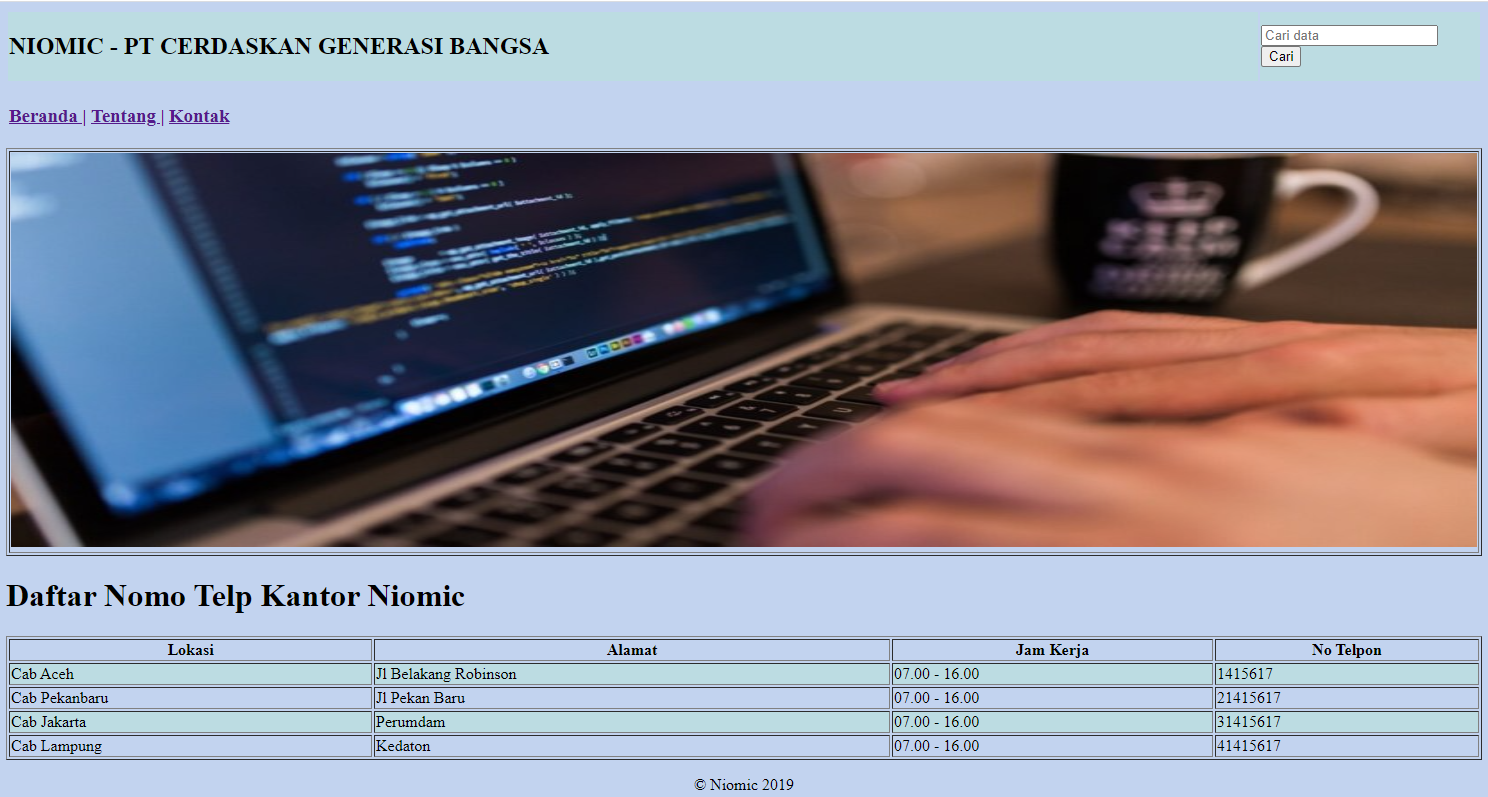 NIOMIC - PT CERDASKAN GENERASI BANGSA
Cari data
Cari
Beranda | Tentang | Kontak
KEEP
CALM
Daftar Nomo Telp Kantor Niomic
Lokasi Alamat Jam Kerja No Telpon
Cab Aceh Jl Belakang Robinson 07.00 - 16.00 1415617
Cab Pekanbaru Jl Pekan Baru 07.00 - 16.00 21415617
Cab Jakarta Perumdam 07.00 - 16.00 31415617
Cab Lampung Kedaton 07.00 - 16.00 41415617
© Niomic 2019